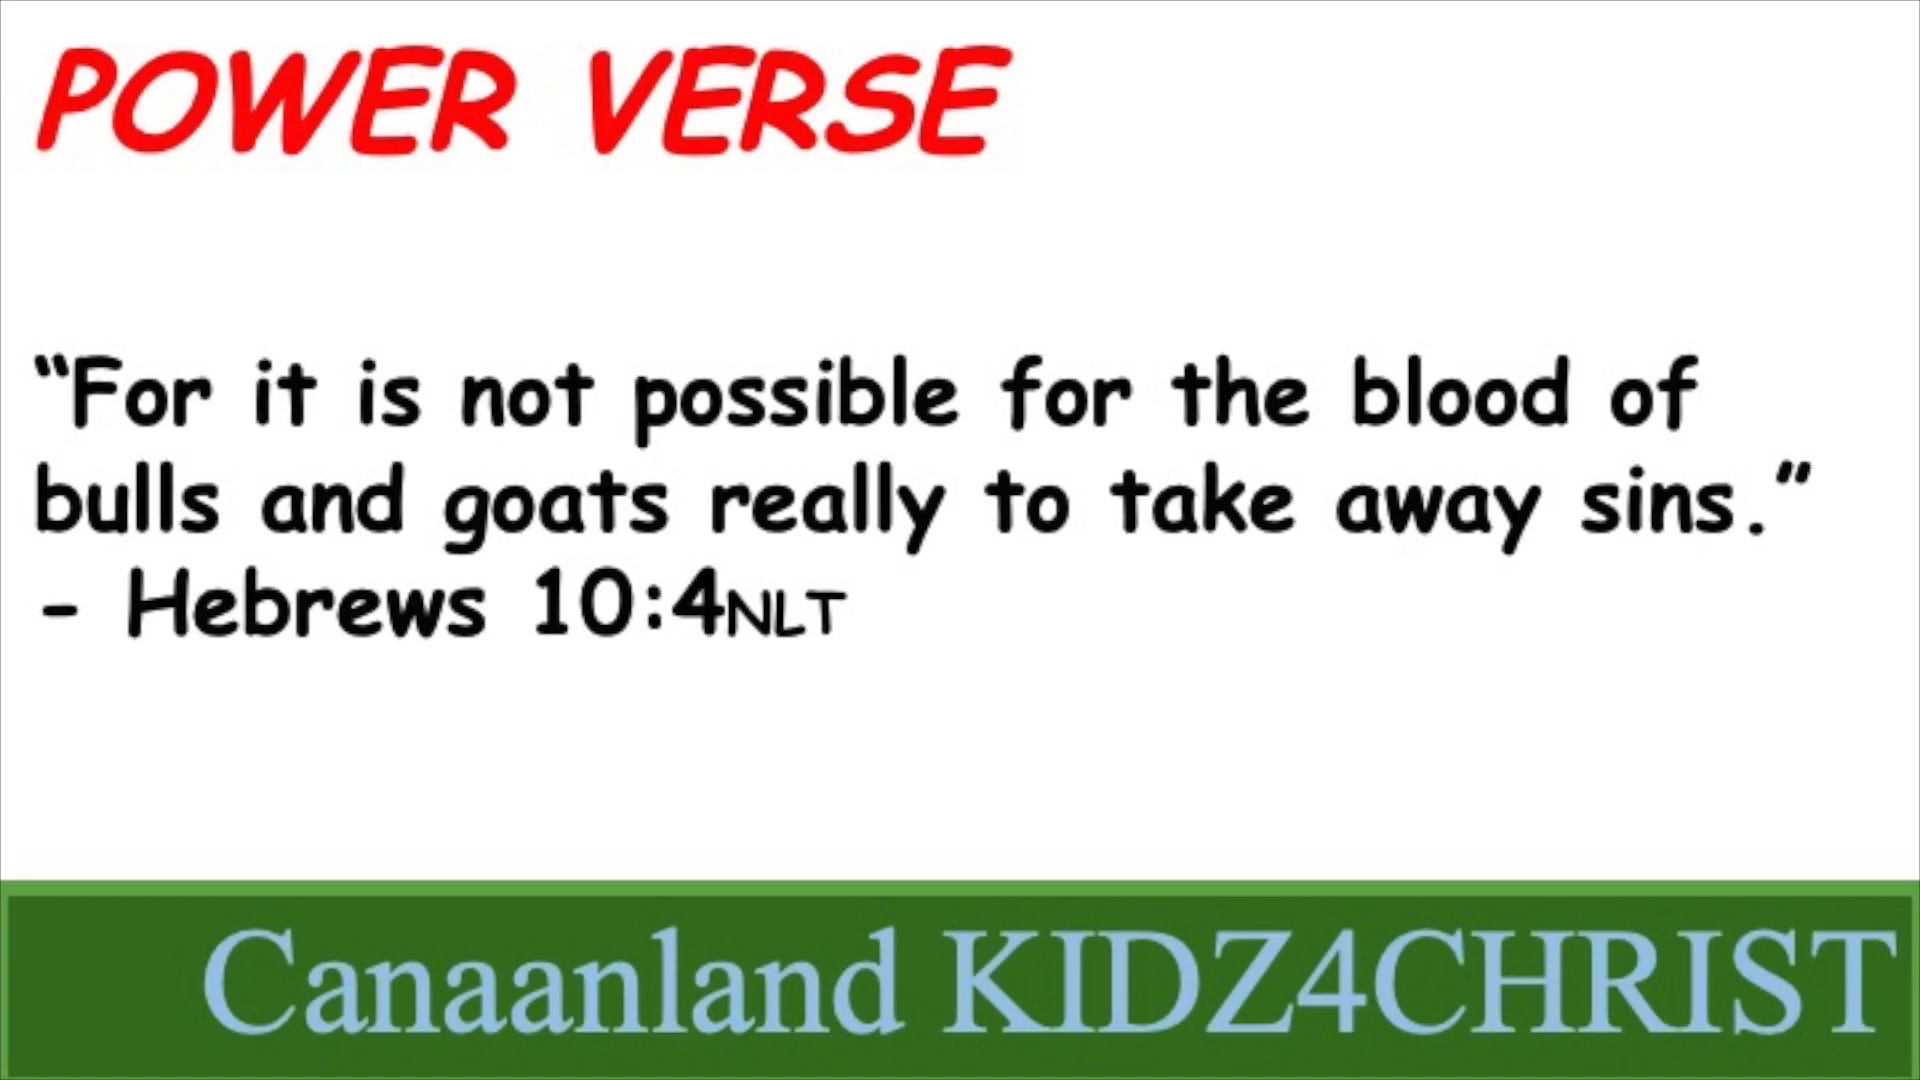 POWER VERSE
“For it is not possible for the blood of
bulls and goats really to take away sins.”
- Hebrews 10:4NLT
Canaanland KIDZ4CHRIST